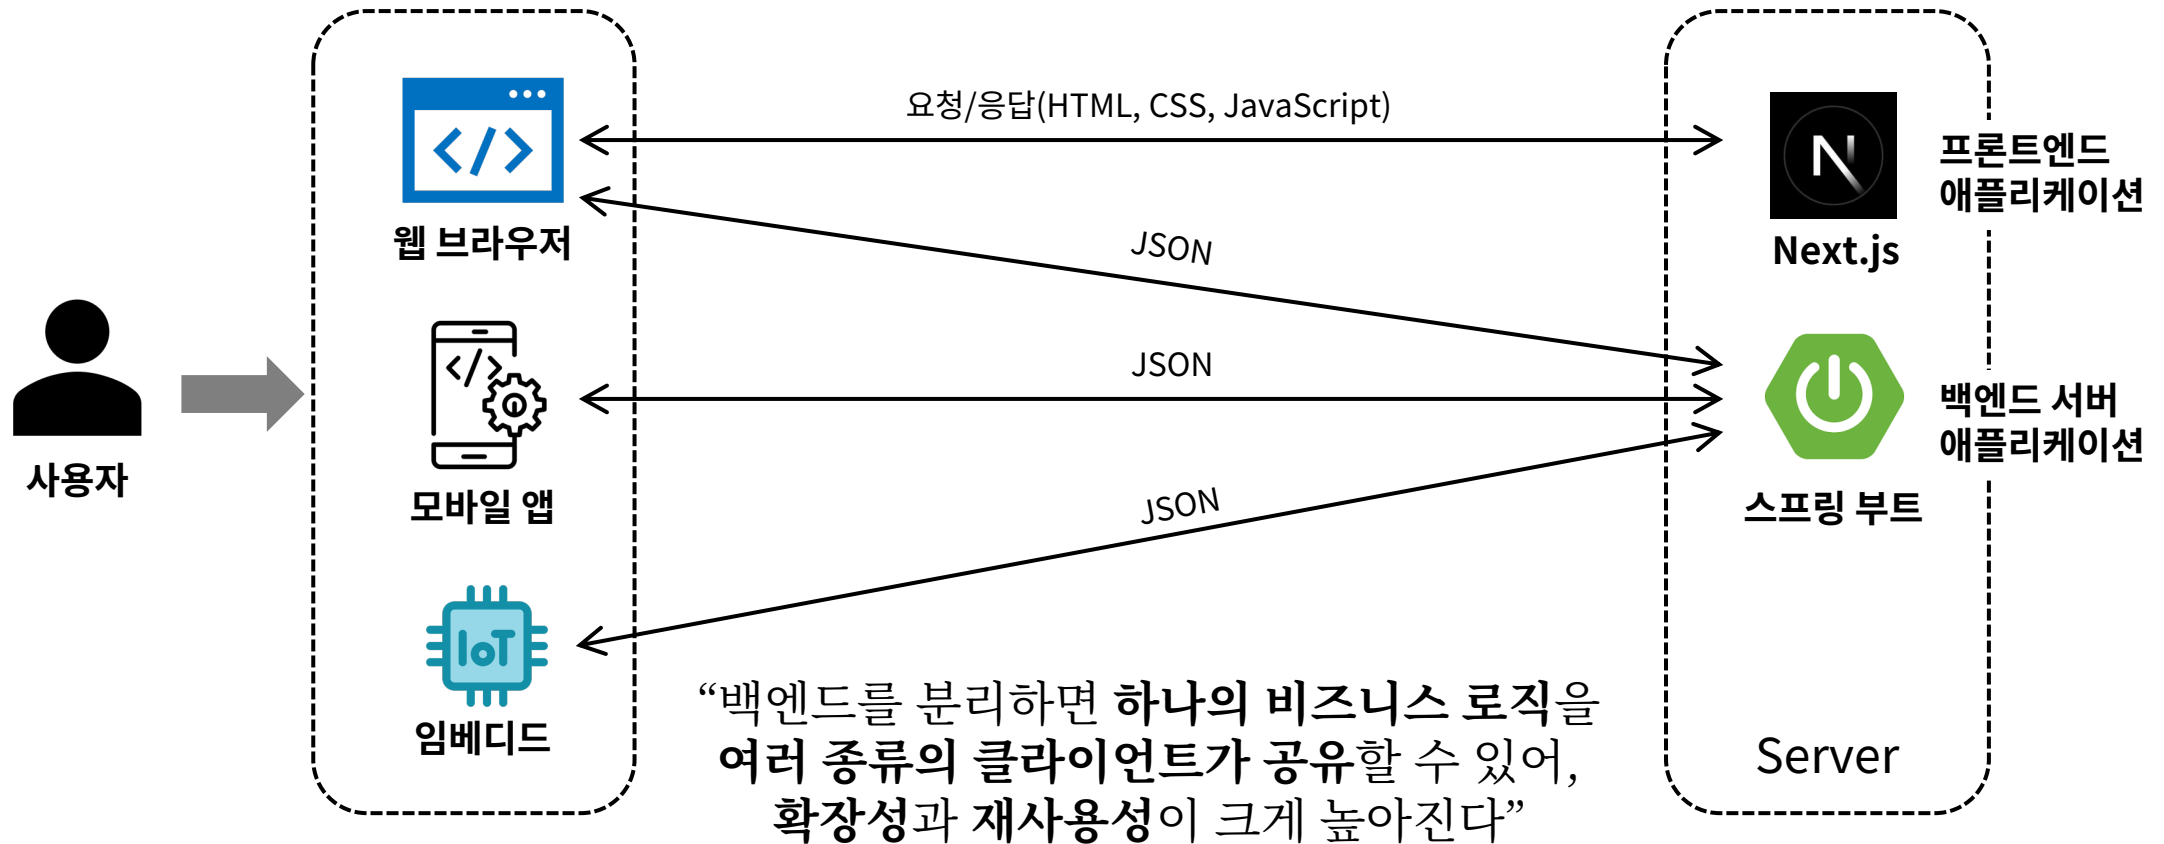 요청/응답(HTML, CSS, JavaScript)
웹 브라우저
JSON
Next.js
프론트엔드
애플리케이션
사용자
JSON
모바일 앱
스프링 부트
백엔드 서버
애플리케이션
JSON
IoT
임베디드
“백엔드를 분리하면 하나의 비즈니스 로직을
여러 종류의 클라이언트가 공유할 수 있어,
확장성과 재사용성이 크게 높아진다”
Server